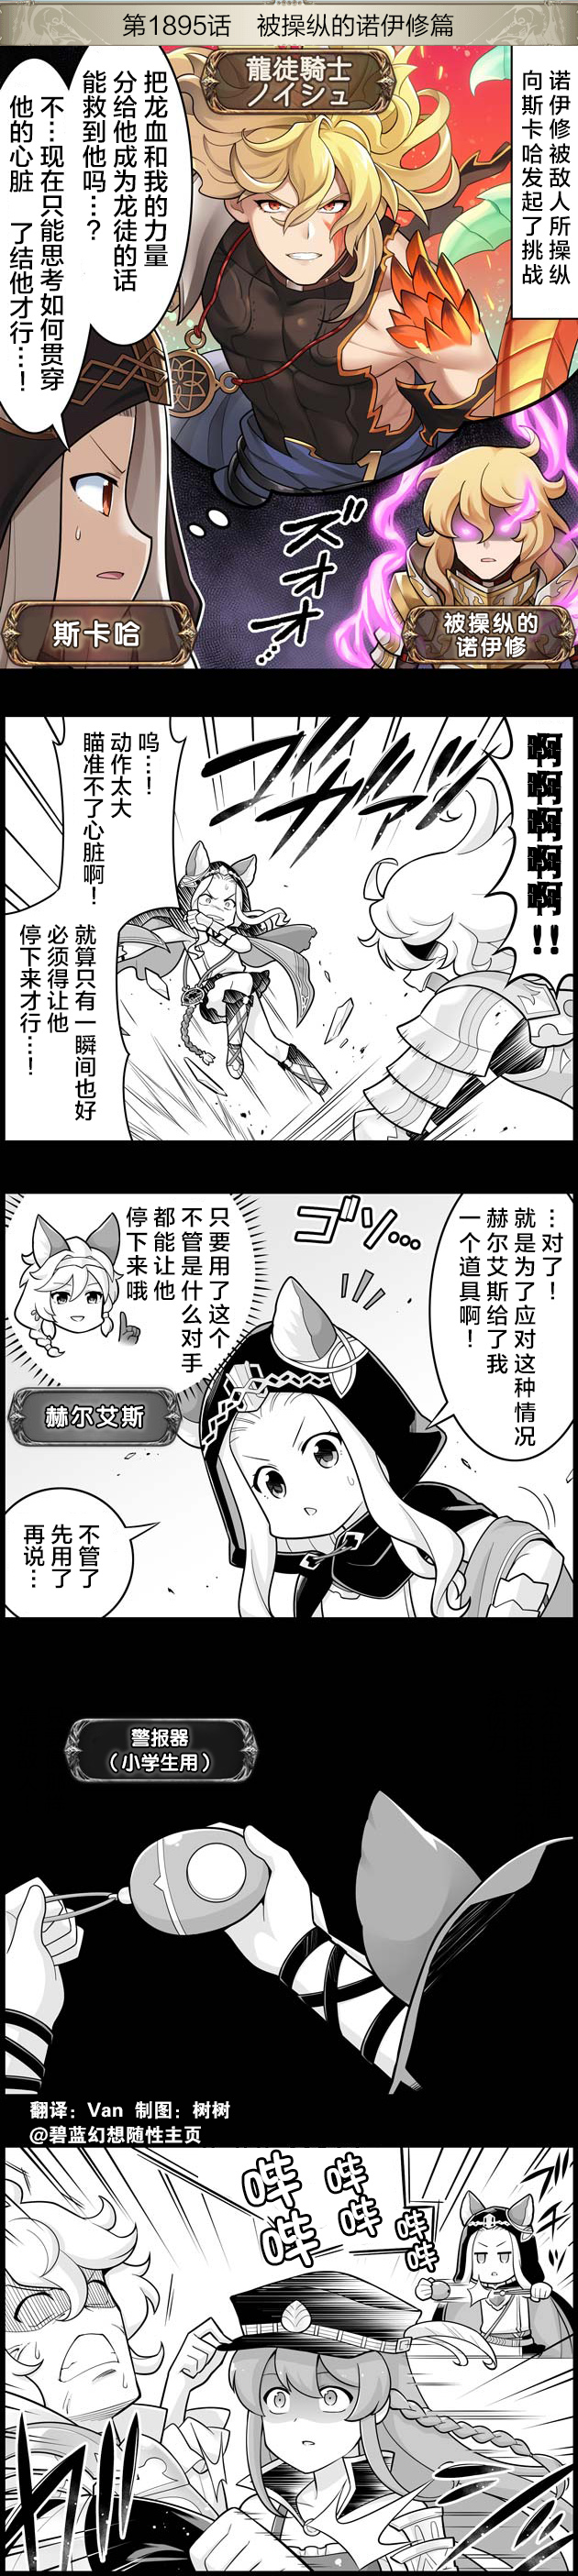 第1895话　被操纵的诺伊修篇
诺伊修被敌人所操纵
向斯卡哈发起了挑战
龍徒騎士
ノイシュ
把龙血和我的力量
分给他成为龙徒的话
能救到他吗…?
不…现在只能思考如何贯穿
他的心脏　了结他才行…!
ズオオオ…
斯卡哈
被操纵的
诺伊修
!!
呜…!
动作太大
瞄准不了心脏啊!
就算只有一瞬间也好
必须得让他
停下来才行…!
…对了!
就是为了应对这种情况
赫尔艾斯给了我
一个道具啊!
ゴソ…
只要用了这个
不管是什么对手
都能让他
停下来哦
赫尔艾斯
不管了
先用了
再说…
警报器
（小学生用）
翻译：Van 制图：树树
@碧蓝幻想随性主页
哔哔
哔哔
哔哔